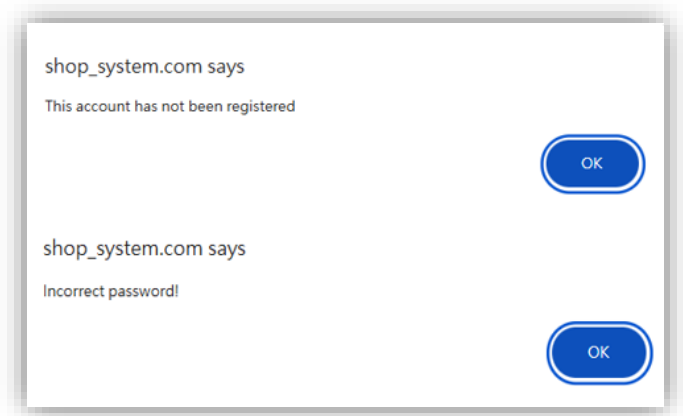 shop_system.com says
This account has not been registered
OK
shop_system.com says
Incorrect password!
OK